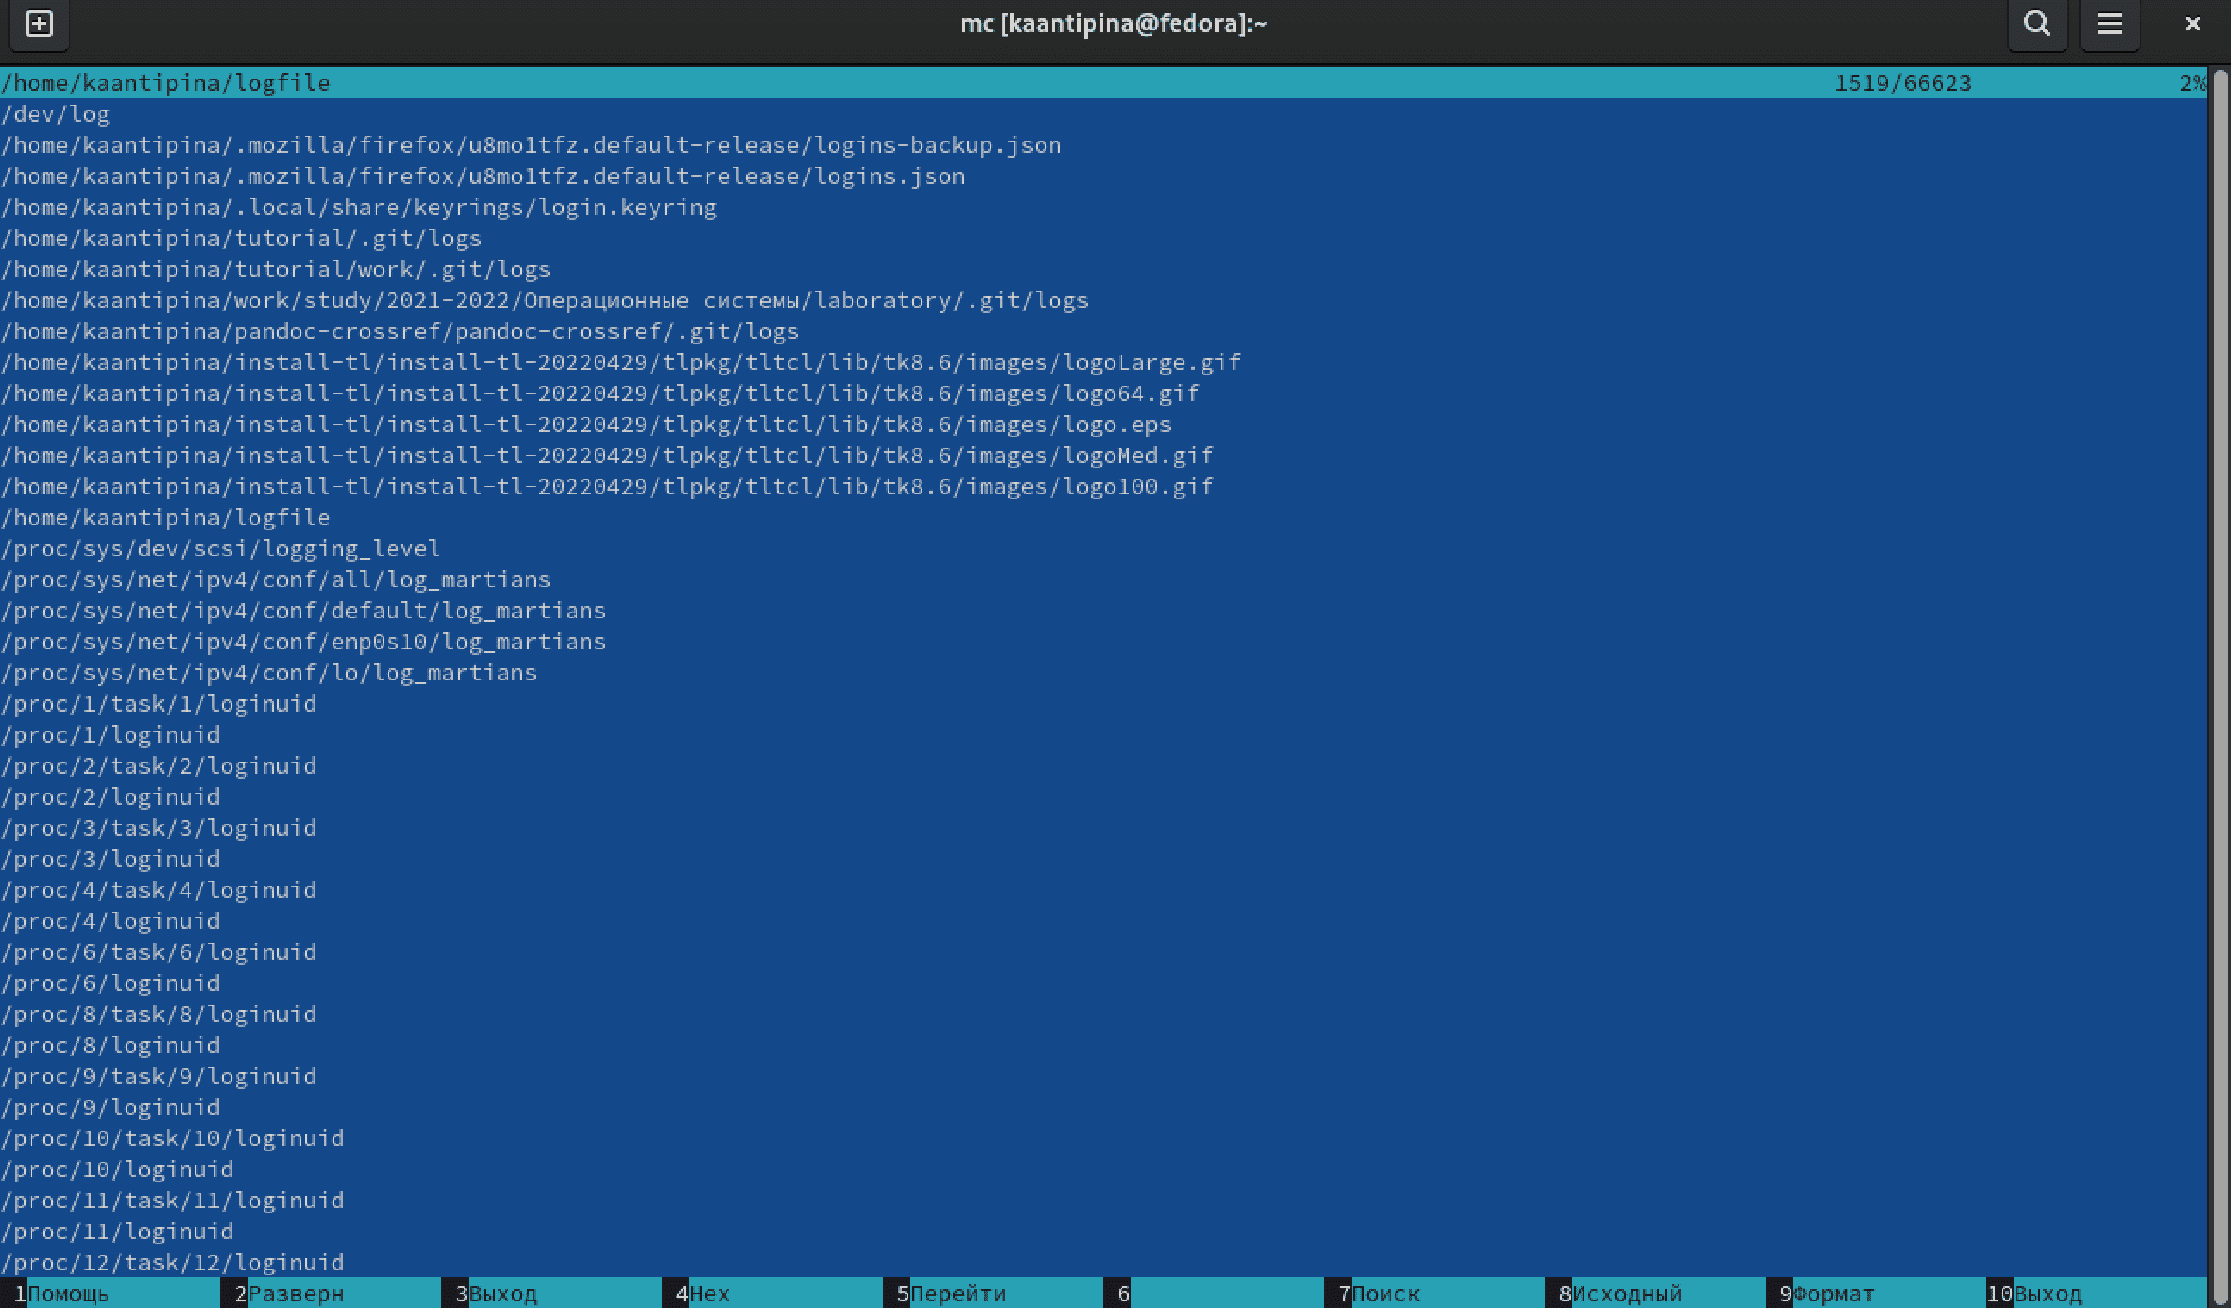 mc [kaantipina@fedora]:~
/home/kaantipina/logfile 1519/66623 2%
/dev/log
/home/kaantipina/.mozilla/firefox/u8mo1tfz.default-release/logins-backup.json
/home/kaantipina/.mozilla/firefox/u8mo1tfz.default-release/logins.json
/home/kaantipina/.local/share/keyrings/login.keyring
/home/kaantipina/tutorial/.git/logs
/home/kaantipina/tutorial/work/.git/logs
/home/kaantipina/work/study/2021-2022/Операционные системы/laboratory/.git/logs
/home/kaantipina/pandoc-crossref/pandoc-crossref/.git/logs
/home/kaantipina/install-tl/install-tl-20220429/tlpkg/tltcl/lib/tk8.6/images/logoLarge.gif
/home/kaantipina/install-tl/install-tl-20220429/tlpkg/tltcl/lib/tk8.6/images/logo64.gif
/home/kaantipina/install-tl/install-tl-20220429/tlpkg/tltcl/lib/tk8.6/images/logo.eps
/home/kaantipina/install-tl/install-tl-20220429/tlpkg/tltcl/lib/tk8.6/images/logoMed.gif
/home/kaantipina/install-tl/install-tl-20220429/tlpkg/tltcl/lib/tk8.6/images/logo100.gif
/home/kaantipina/logfile
/proc/sys/dev/scsi/logging_level
/proc/sys/net/ipv4/conf/all/log_martians
/proc/sys/net/ipv4/conf/default/log_martians
/proc/sys/net/ipv4/conf/enp0s10/log_martians
/proc/sys/net/ipv4/conf/lo/log_martians
/proc/1/task/1/loginuid
/proc/1/loginuid
/proc/2/task/2/loginuid
/proc/2/loginuid
/proc/3/task/3/loginuid
/proc/3/loginuid
/proc/4/task/4/loginuid
/proc/4/loginuid
/proc/6/task/6/loginuid
/proc/6/loginuid
/proc/8/task/8/loginuid
/proc/8/loginuid
/proc/9/task/9/loginuid
/proc/9/loginuid
/proc/10/task/10/loginuid
/proc/10/loginuid
/proc/11/task/11/loginuid
/proc/11/loginuid
/proc/12/task/12/loginuid
1Помощь 2Разверн 3Выход 4Hex 5Перейти 6 7Поиск 8Исходный 9Формат 10Выход